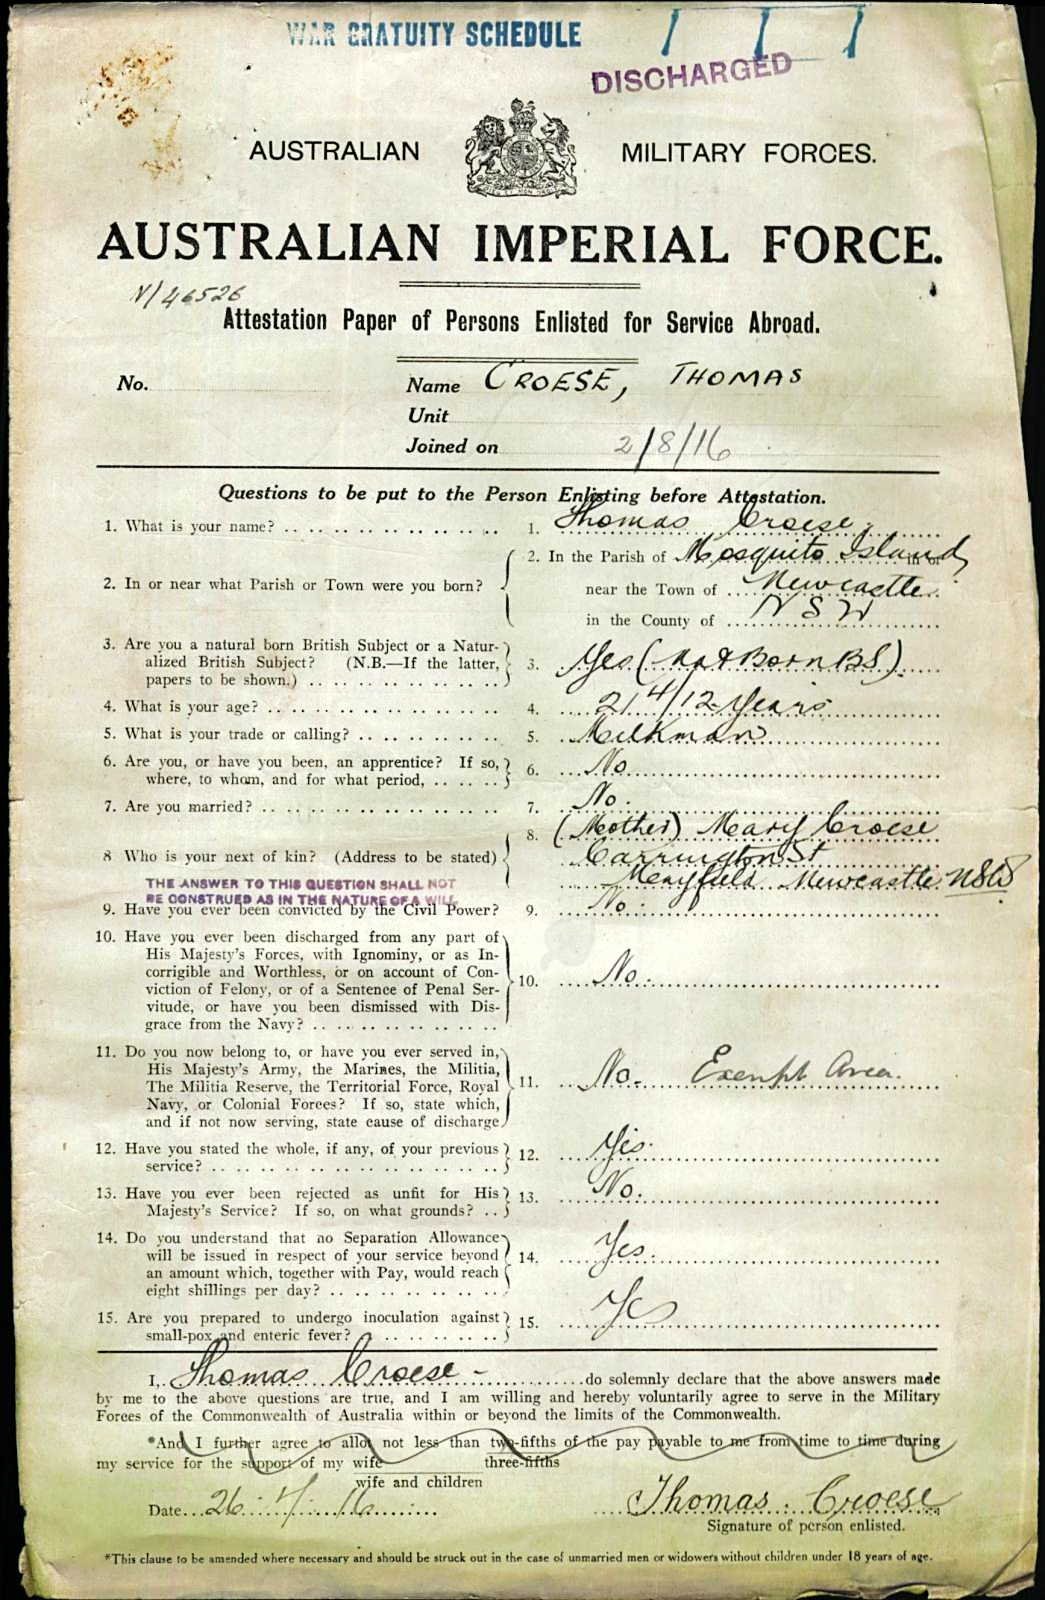 WAR GRATUITY SCHEDULE
DISCHARGED
AUSTRALIAN MILITARY FORCES.
AUSTRALIAN IMPERIAL FORCE.
N/46526
Attestation Paper of Persons Enlisted for Service Abroad.
No.
Name CROESE, THOMAS
Unit
Joined on 2/8/16
Questions to be put to the Person Enlisting before Attestation.
1. What is your name? 1. Thomas Croese.
2. In or near what Parish or Town were you born? 2. In the Parish of Mosquito Island in or
near the Town of Newcastle
in the County of NSW
3. Are you a natural born British Subject or a Natur-
alized British Subject? (N.B.—If the latter,
papers to be shown.) 3. Yes (Nat Born BS)
4. What is your age? 4. 21 4/12 Years
5. What is your trade or calling? 5. Milkman
6. Are you, or have you been, an apprentice? If so,
where, to whom, and for what period, 6. No
7. Are you married? 7. No.
8 Who is your next of kin? (Address to be stated) 8. (Mother) Mary Croese
Carrington St
Mayfield Newcastle NSW
THE ANSWER TO THIS QUESTION SHALL NOT
BE CONSTRUED AS IN THE NATURE OF A WILL
9. Have you ever been convicted by the Civil Power? 9. No.
10. Have you ever been discharged from any part of
His Majesty's Forces, with Ignominy, or as In-
corrigible and Worthless, or on account of Con-
viction of Felony, or of a Sentence of Penal Ser-
vitude, or have you been dismissed with Dis-
grace from the Navy? 10. No.
11. Do you now belong to, or have you ever served in,
His Majesty's Army, the Marines, the Militia,
The Militia Reserve, the Territorial Force, Royal
Navy, or Colonial Forces? If so, state which,
and if not now serving, state cause of discharge 11. No. Exempt Area.
12. Have you stated the whole, if any, of your previous
service? 12. Yes.
13. Have you ever been rejected as unfit for His
Majesty's Service? If so, on what grounds? 13. No.
14. Do you understand that no Separation Allowance
will be issued in respect of your service beyond
an amount which, together with Pay, would reach
eight shillings per day? 14. Yes.
15. Are you prepared to undergo inoculation against
small-pox and enteric fever? 15. Yes
I, Thomas Croese - do solemnly declare that the above answers made
by me to the above questions are true, and I am willing and hereby voluntarily agree to serve in the Military
Forces of the Commonwealth of Australia within or beyond the limits of the Commonwealth.
*And I further agree to allot not less than two-fifths of the pay payable to me from time to time during
my service for the support of my wife three-fifths
wife and children
Date 26.4.16
Thomas. Croese
Signature of person enlisted.
*This clause to be amended where necessary and should be struck out in the case of unmarried men or widowers without children under 18 years of age.